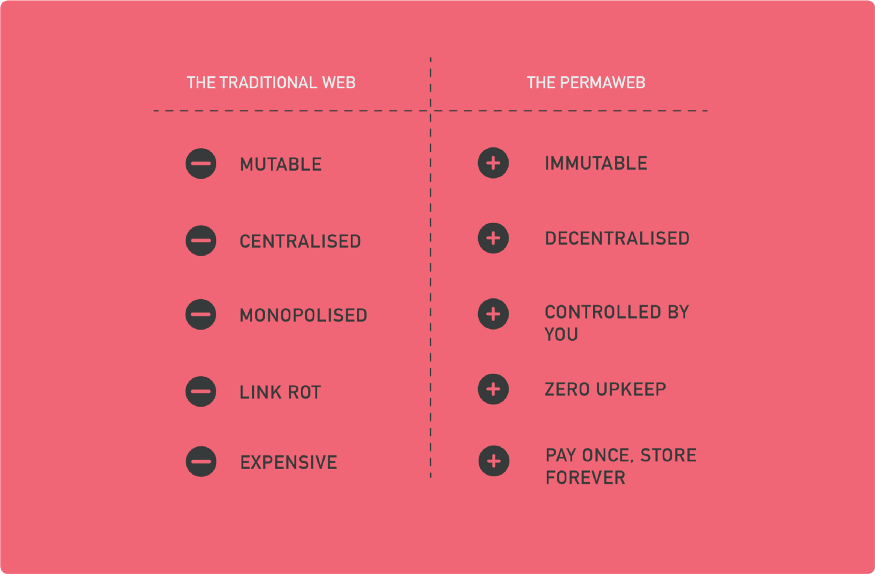 THE TRADITIONAL WEB
THE PERMAWEB
MUTABLE
IMMUTABLE
CENTRALISED
DECENTRALISED
MONOPOLISED
CONTROLLED BY
YOU
LINK ROT
ZERO UPKEEP
EXPENSIVE
PAY ONCE, STORE
FOREVER